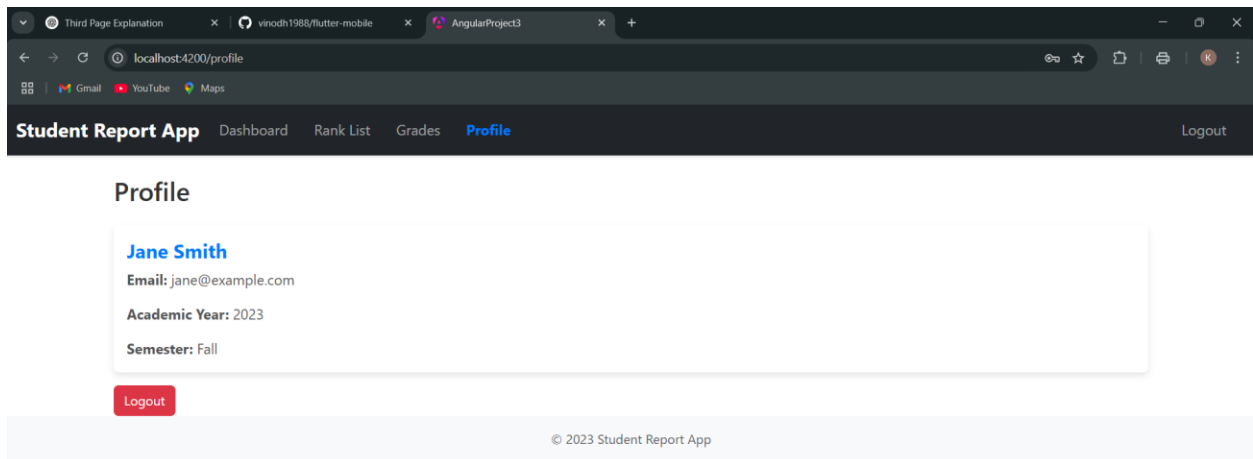 Third Page Explanation
vinodh1988/flutter-mobile
AngularProject3
localhost:4200/profile
K
Gmail YouTube Maps
Student Report App Dashboard Rank List Grades Profile Logout
Profile
Jane Smith
Email: jane@example.com
Academic Year: 2023
Semester: Fall
Logout
© 2023 Student Report App